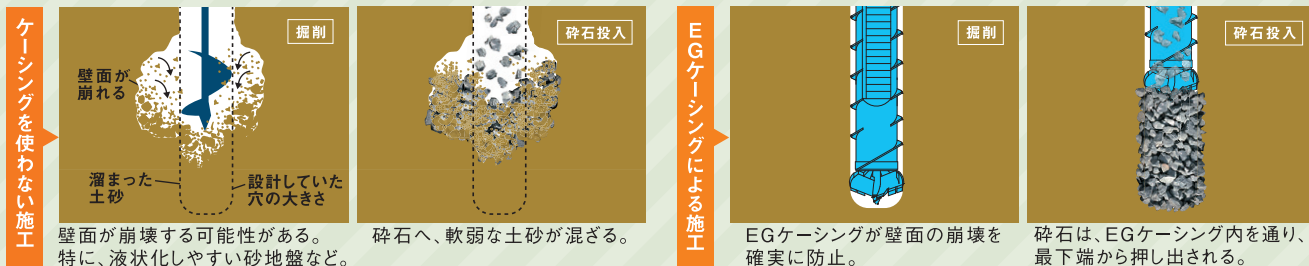 ケーシングを使わない施工
掘削
壁面が
崩れる
溜まった
土砂
設計していた
穴の大きさ
壁面が崩壊する可能性がある。
特に、液状化しやすい砂地盤など。
砕石投入
砕石へ、軟弱な土砂が混ざる。
EGケーシングによる施工
掘削
EGケーシングが壁面の崩壊を
確実に防止。
砕石投入
砕石は、EGケーシング内を通り、
最下端から押し出される。